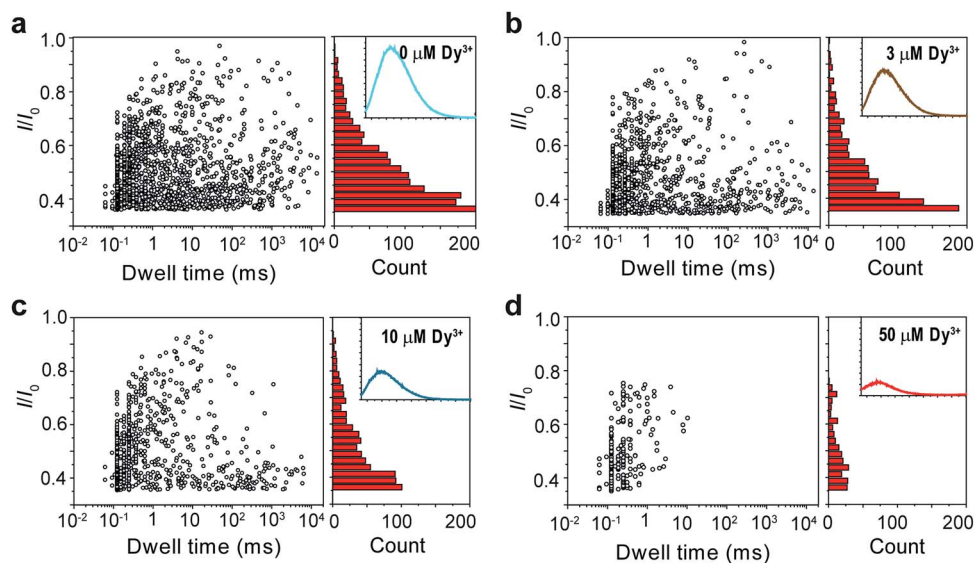 a
1.0
0.8
0.6
0.4
I/I₀
10⁻²
10⁻¹
1
10¹
10²
10³
10⁴
Dwell time (ms)
0 μM Dy³⁺
0
100
200
Count
b
1.0
0.8
0.6
0.4
I/I₀
10⁻²
10⁻¹
1
10¹
10²
10³
10⁴
Dwell time (ms)
3 μM Dy³⁺
0
100
200
Count
c
1.0
0.8
0.6
0.4
I/I₀
10⁻²
10⁻¹
1
10¹
10²
10³
10⁴
Dwell time (ms)
10 μM Dy³⁺
0
100
200
Count
d
1.0
0.8
0.6
0.4
I/I₀
10⁻²
10⁻¹
1
10¹
10²
10³
10⁴
Dwell time (ms)
50 μM Dy³⁺
0
100
200
Count